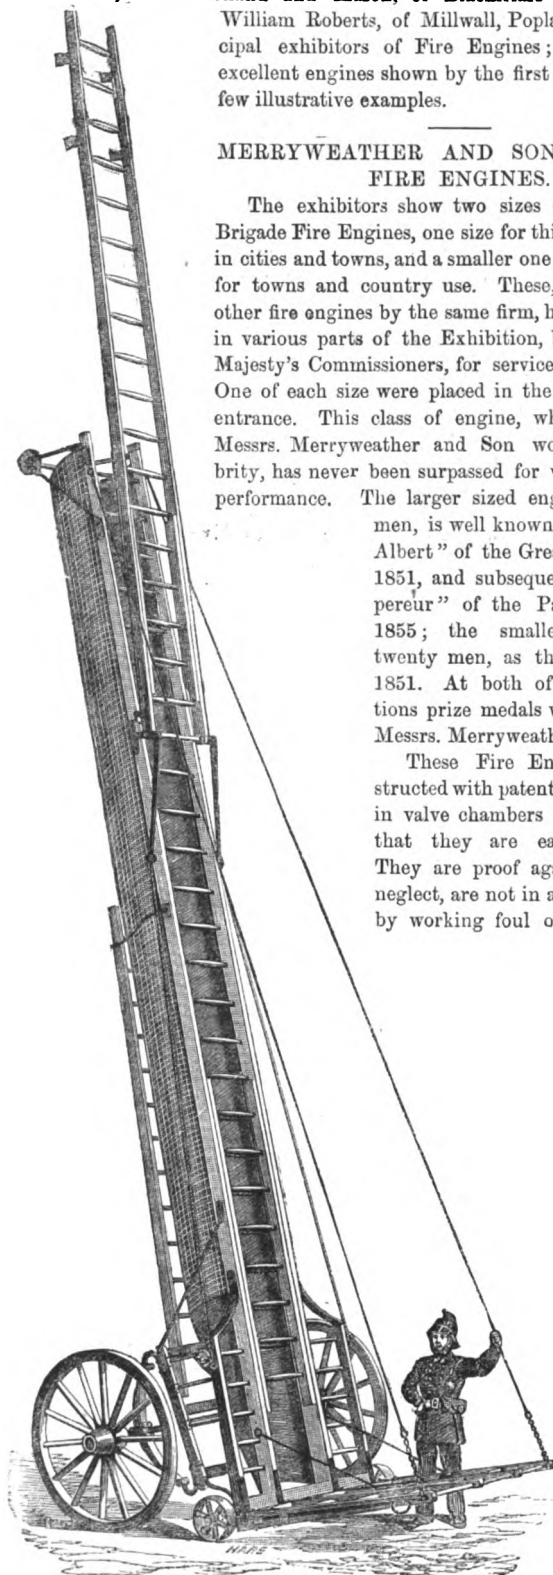 and Mason, of Blackfriars
William Roberts, of Millwall, Popla
cipal exhibitors of Fire Engines;
excellent engines shown by the first
few illustrative examples.
MERRYWEATHER AND SON
FIRE ENGINES.
The exhibitors show two sizes
Brigade Fire Engines, one size for thi
in cities and towns, and a smaller one
for towns and country use. These,
other fire engines by the same firm, h
in various parts of the Exhibition,
Majesty's Commissioners, for service
One of each size were placed in the
entrance. This class of engine, wh
Messrs. Merryweather and Son wo
brity, has never been surpassed for
performance. The larger sized eng
men, is well known
Albert" of the Gre
1851, and subseque
pereur" of the Pa
1855; the smalle
twenty men, as th
1851. At both of
tions prize medals
Messrs. Merryweath
These Fire En
structed with patent
in valve chambers
that they are ea
They are proof aga
neglect, are not in a
by working foul o
HARE